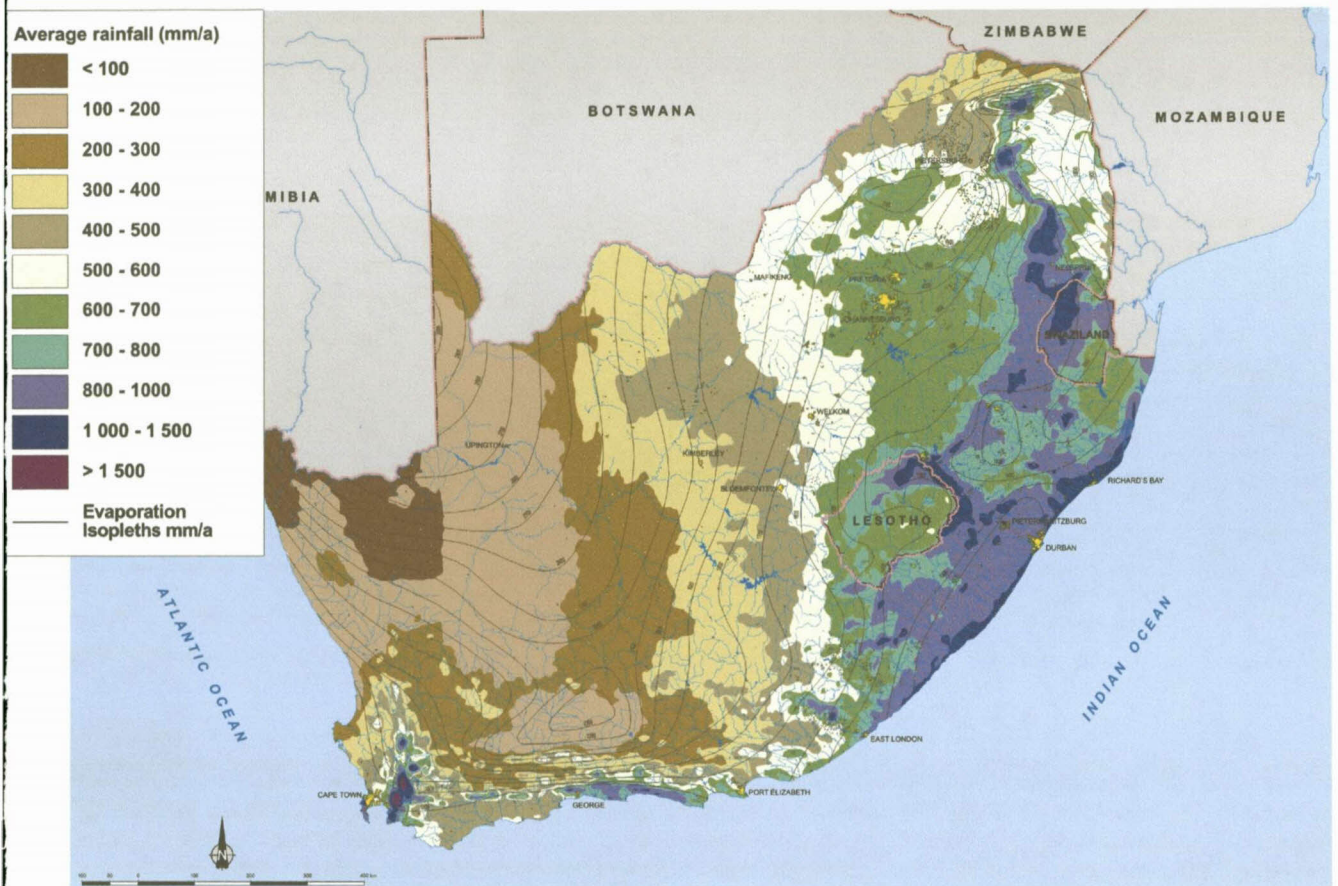 Average rainfall (mm/a)
< 100
100 - 200
200 - 300
300 - 400
400 - 500
500 - 600
600 - 700
700 - 800
800 - 1000
1 000 - 1 500
> 1 500
Evaporation
Isopleths mm/a
ZIMBABWE
BOTSWANA
MOZAMBIQUE
MIBIA
MAFIKENG
PRETORIA
JOHANNESBURG
SWAZILAND
WELKOM
UPINGTON
KIMBERLEY
BLOEMFONTEIN
RICHARD'S BAY
LESOTHO
PIETERMARITZBURG
DURBAN
ATLANTIC OCEAN
INDIAN OCEAN
EAST LONDON
CAPE TOWN
GEORGE
PORT ELIZABETH
N